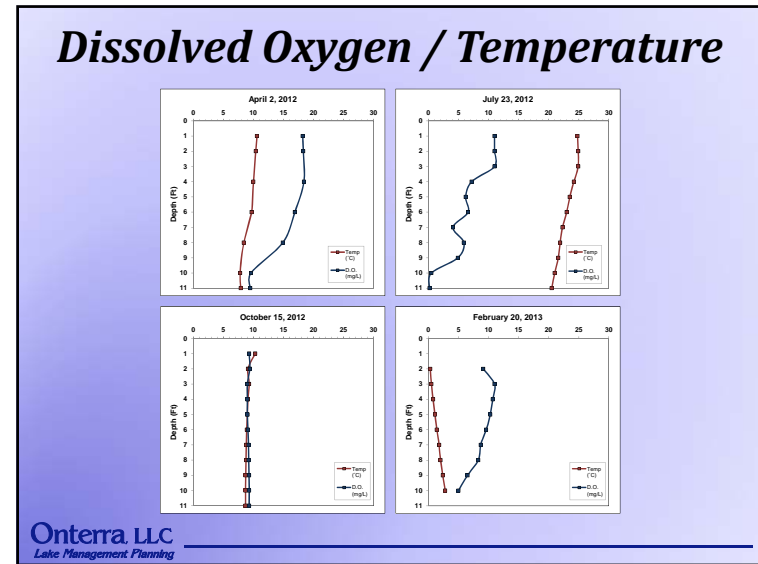 Dissolved Oxygen / Temperature
April 2, 2012
0 5 10 15 20 25 30
0
1
2
3
4
5
6
7
8
9
10
11
Depth (Ft)
Temp
(˚C)
D.O.
(mg/L)
July 23, 2012
0 5 10 15 20 25 30
0
1
2
3
4
5
6
7
8
9
10
11
Depth (Ft)
Temp
(˚C)
D.O.
(mg/L)
October 15, 2012
0 5 10 15 20 25 30
0
1
2
3
4
5
6
7
8
9
10
11
Depth (Ft)
Temp
(˚C)
D.O.
(mg/L)
February 20, 2013
0 5 10 15 20 25 30
0
1
2
3
4
5
6
7
8
9
10
11
Depth (Ft)
Temp
(˚C)
D.O.
(mg/L)
Onterra, LLC
Lake Management Planning